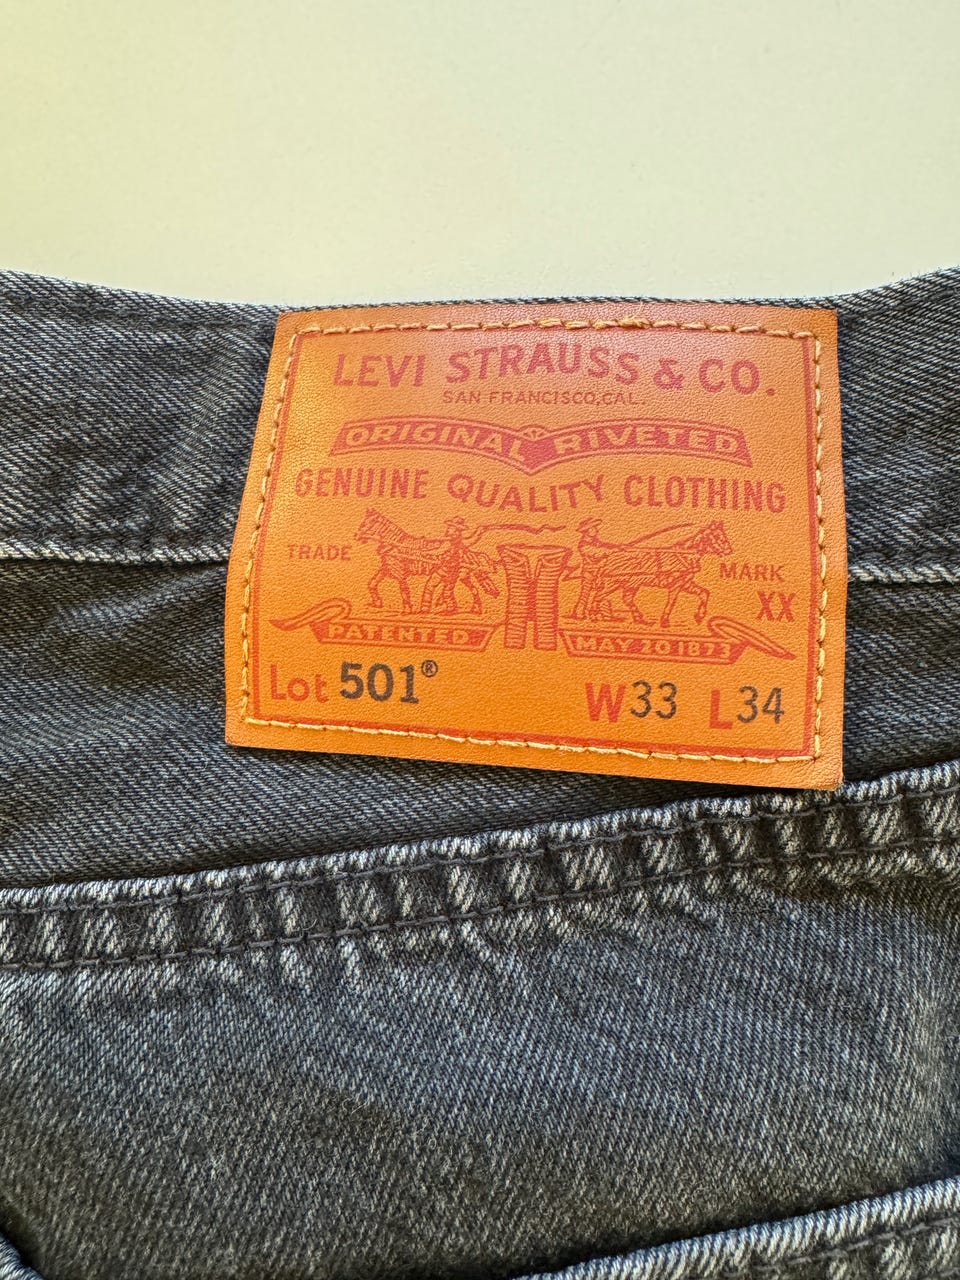 LEVI STRAUSS & CO.
SAN FRANCISCO, CAL.
ORIGINAL RIVETED
GENUINE QUALITY CLOTHING
TRADE MARK
XX
PATENTED MAY 20 1873
Lot 501® W33 L34